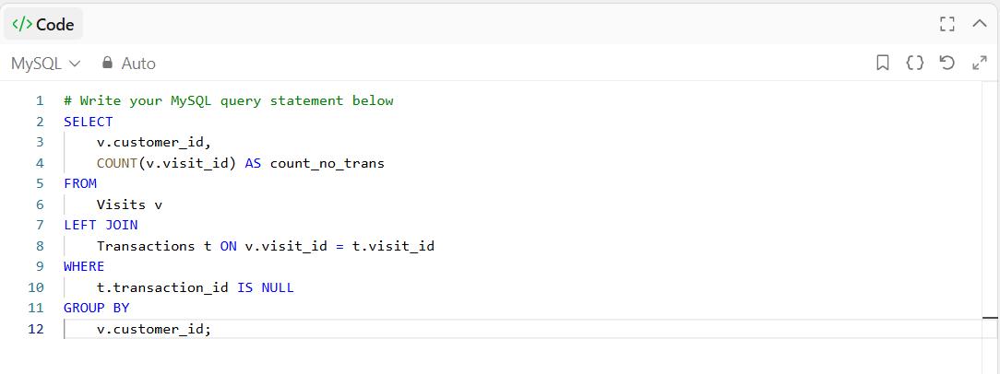 </> Code
MySQL Auto
1 # Write your MySQL query statement below
2 SELECT
3     v.customer_id,
4     COUNT(v.visit_id) AS count_no_trans
5 FROM
6     Visits v
7 LEFT JOIN
8     Transactions t ON v.visit_id = t.visit_id
9 WHERE
10     t.transaction_id IS NULL
11 GROUP BY
12     v.customer_id;